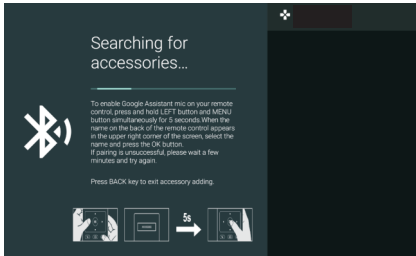 Searching for
accessories...
To enable Google Assistant mic on your remote
control, press and hold LEFT button and MENU
button simultaneously for 5 seconds.When the
name on the back of the remote control appears
in the upper right corner of the screen, select the
name and press the OK button.
If pairing is unsuccessful, please wait a few
minutes and try again.
Press BACK key to exit accessory adding.
5s